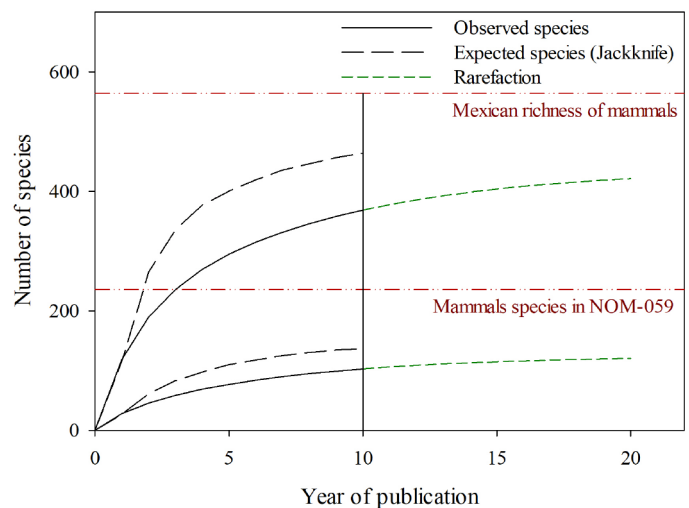 Observed species
Expected species (Jackknife)
Rarefaction
600
Mexican richness of mammals
400
Number of species
Mammals species in NOM-059
200
0
0 5 10 15 20
Year of publication